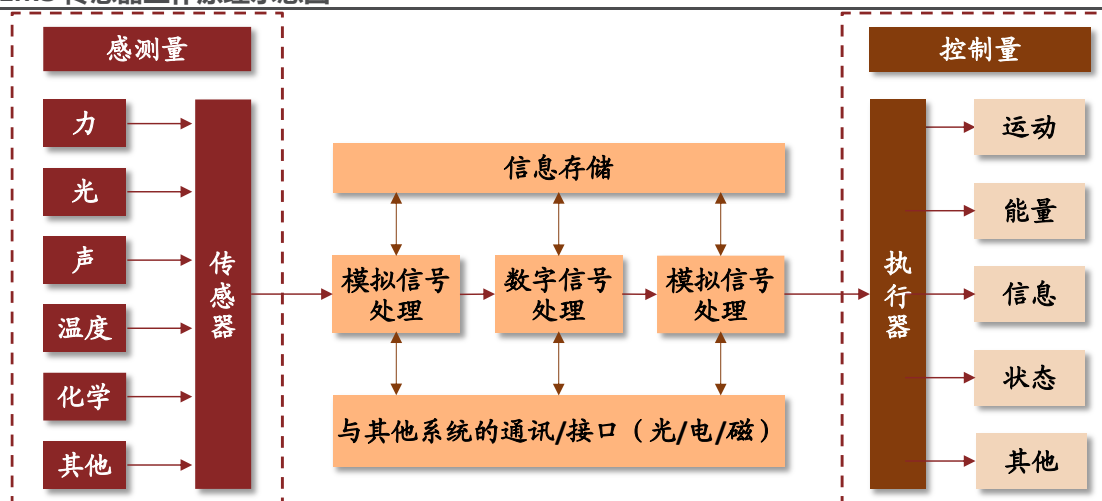 感测量
控制量
力
光
声
温度
化学
其他
传
感
器
信息存储
模拟信号
处理
数字信号
处理
模拟信号
处理
与其他系统的通讯/接口（光/电/磁）
执
行
器
运动
能量
信息
状态
其他